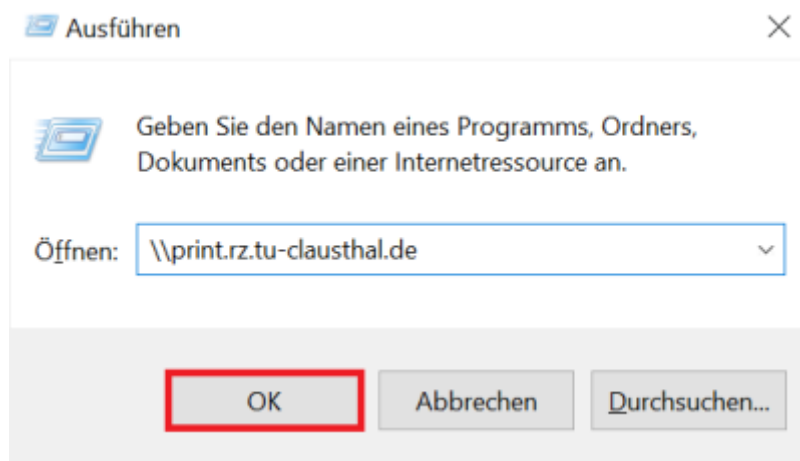 Ausführen
Geben Sie den Namen eines Programms, Ordners,
Dokuments oder einer Internetressource an.
Öffnen: \\print.rz.tu-clausthal.de
OK Abbrechen Durchsuchen...